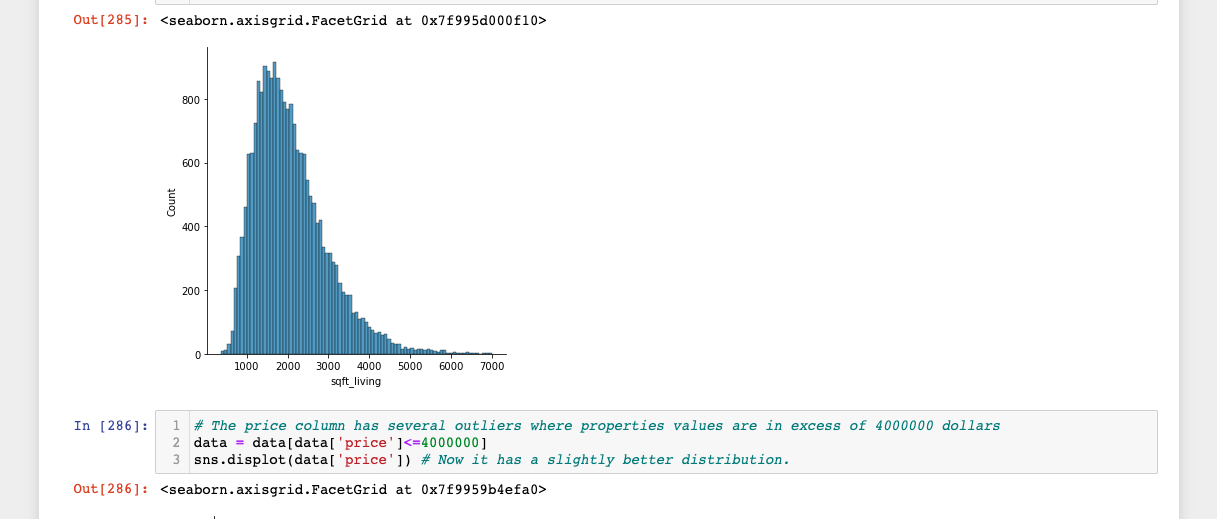 Out[285]: <seaborn.axisgrid.FacetGrid at 0x7f995d000f10>
800
600
400
200
0
Count
1000 2000 3000 4000 5000 6000 7000
sqft_living
In [286]: 1 # The price column has several outliers where properties values are in excess of 4000000 dollars
2 data = data[data['price']<=4000000]
3 sns.displot(data['price']) # Now it has a slightly better distribution.
Out[286]: <seaborn.axisgrid.FacetGrid at 0x7f9959b4efa0>